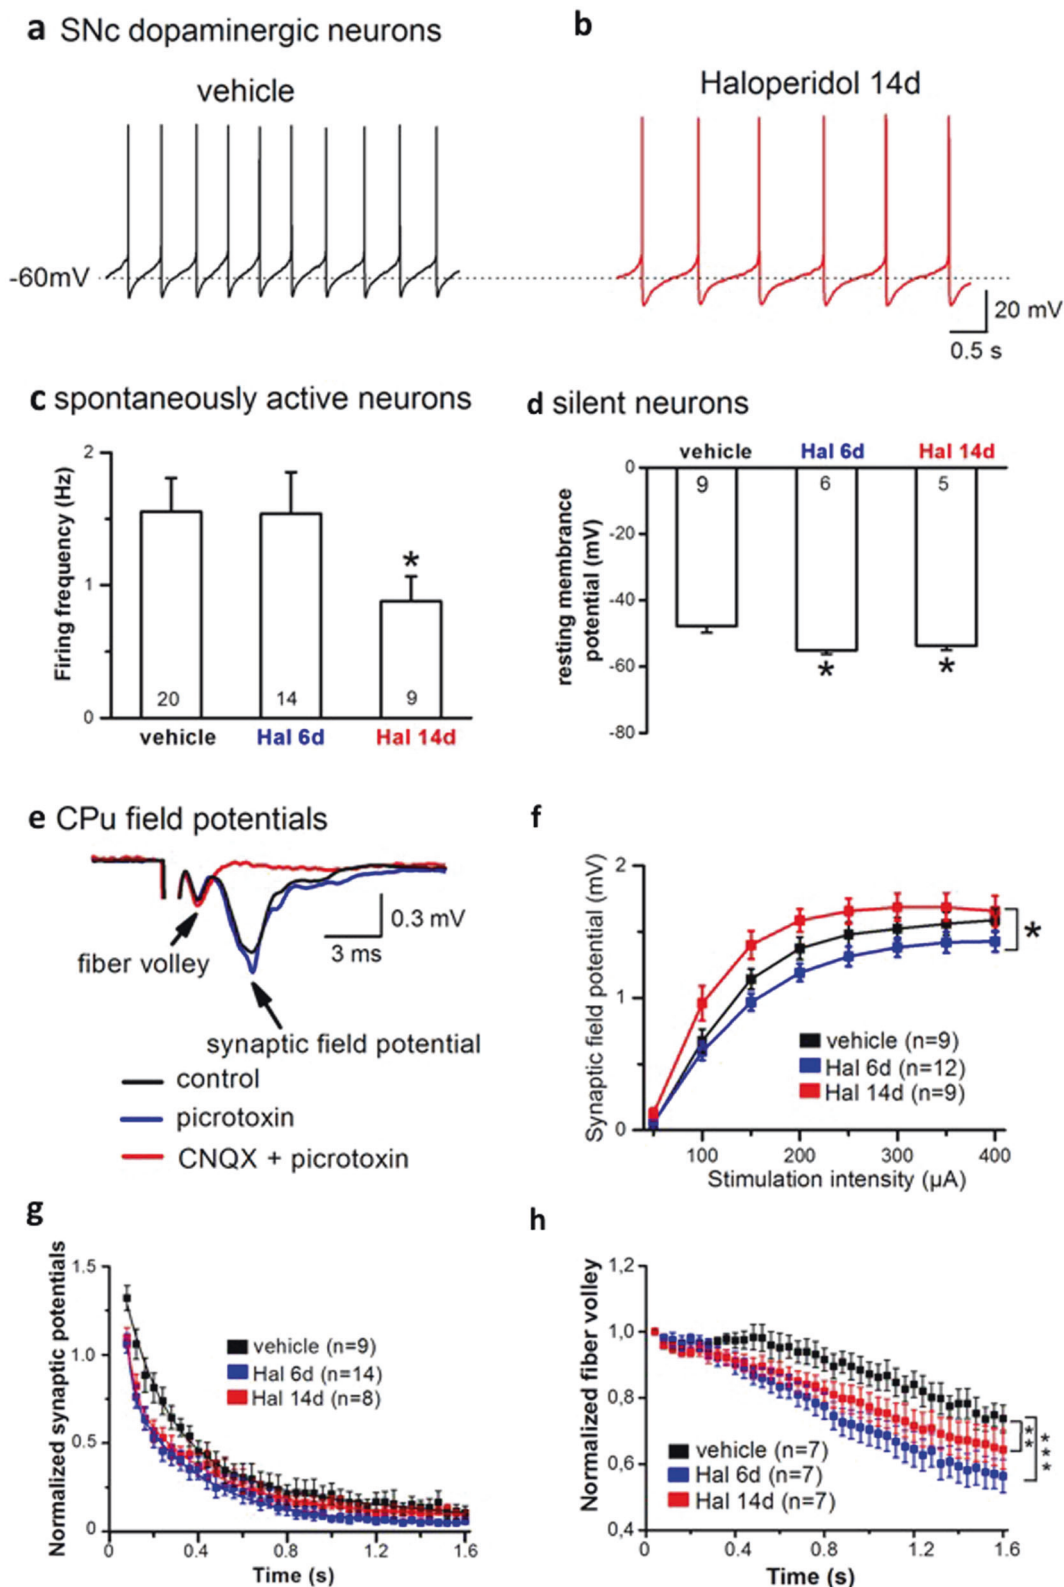 a SNc dopaminergic neurons
b
vehicle
Haloperidol 14d
-60mV
20 mV
0.5 s
c spontaneously active neurons
Firing frequency (Hz)
2
1
0
*
20
14
9
vehicle
Hal 6d
Hal 14d
d silent neurons
vehicle
Hal 6d
Hal 14d
resting membrance
potential (mV)
0
-20
-40
-60
-80
9
6
5
*
*
e CPu field potentials
fiber volley
0.3 mV
3 ms
synaptic field potential
control
picrotoxin
CNQX + picrotoxin
f
Synaptic field potential (mV)
2
1
0
*
vehicle (n=9)
Hal 6d (n=12)
Hal 14d (n=9)
100
200
300
400
Stimulation intensity (µA)
g
Normalized synaptic potentials
1.5
1.0
0.5
0
vehicle (n=9)
Hal 6d (n=14)
Hal 14d (n=8)
0
0.4
0.8
1.2
1.6
Time (s)
h
Normalized fiber volley
1,2
1,0
0,8
0,6
0,4
vehicle (n=7)
Hal 6d (n=7)
Hal 14d (n=7)
**
***
0
0.4
0.8
1.2
1.6
Time (s)